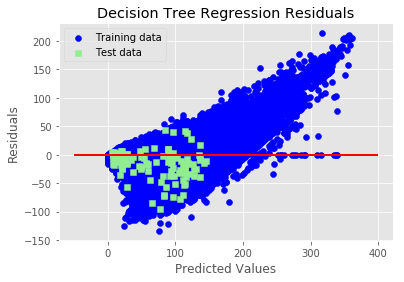 Decision Tree Regression Residuals
Training data
Test data
200
150
100
50
0
−50
−100
−150
Residuals
0
100
200
300
400
Predicted Values